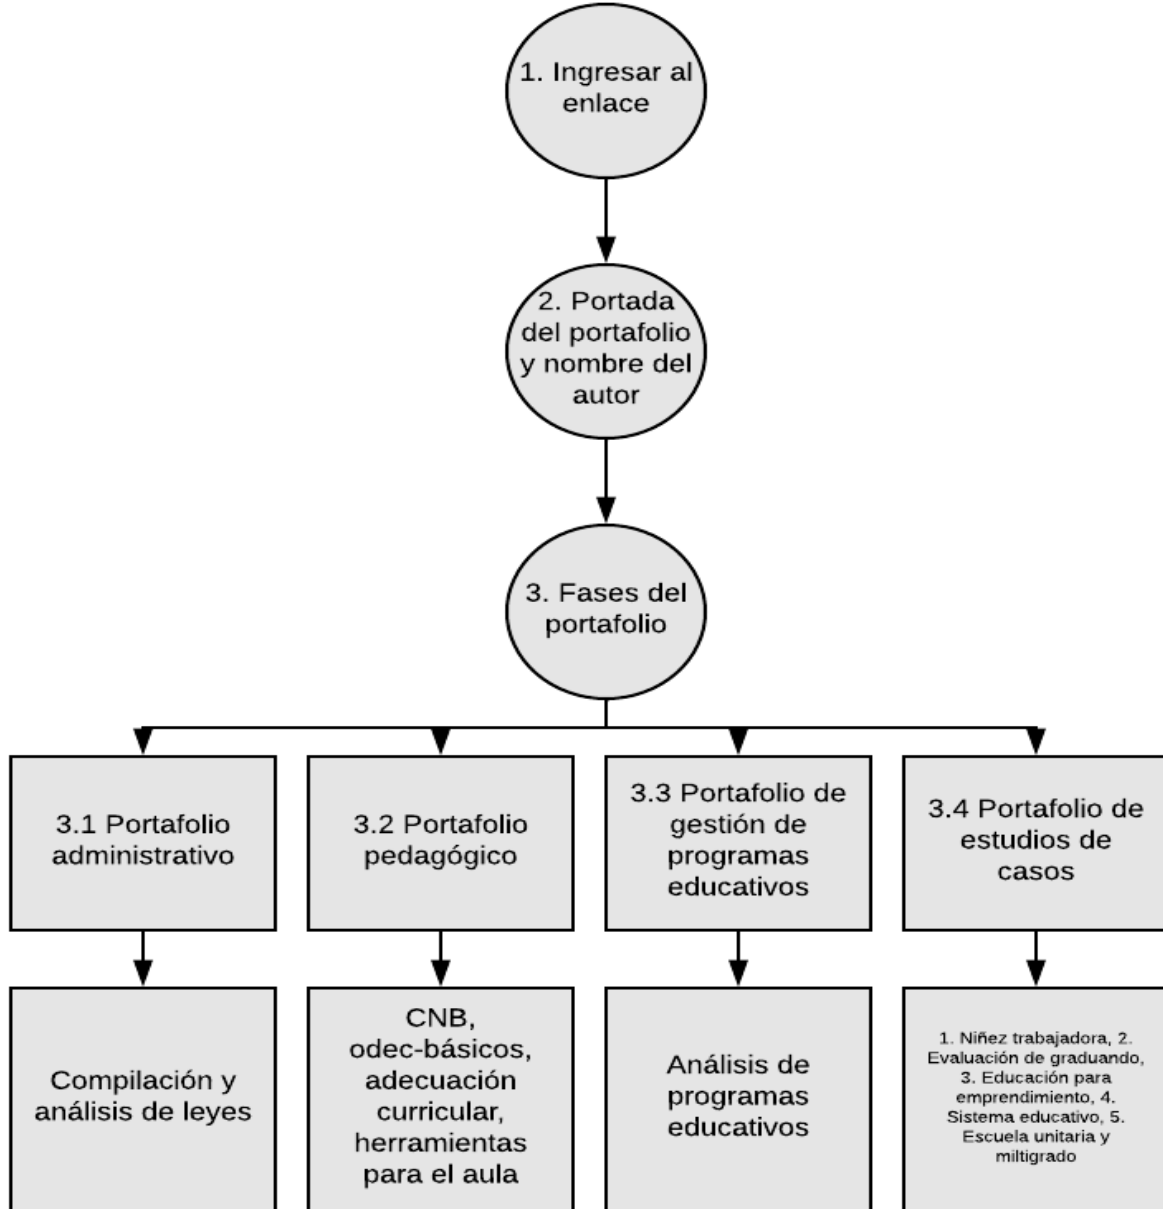 1. Ingresar al
enlace
2. Portada
del portafolio
y nombre del
autor
3. Fases del
portafolio
3.1 Portafolio
administrativo
3.2 Portafolio
pedagógico
3.3 Portafolio de
gestión de
programas
educativos
3.4 Portafolio de
estudios de
casos
Compilación y
análisis de leyes
CNB,
odec-básicos,
adecuación
curricular,
herramientas
para el aula
Análisis de
programas
educativos
1. Niñez trabajadora, 2.
Evaluación de graduando,
3. Educación para
emprendimiento, 4.
Sistema educativo, 5.
Escuela unitaria y
miltigrado